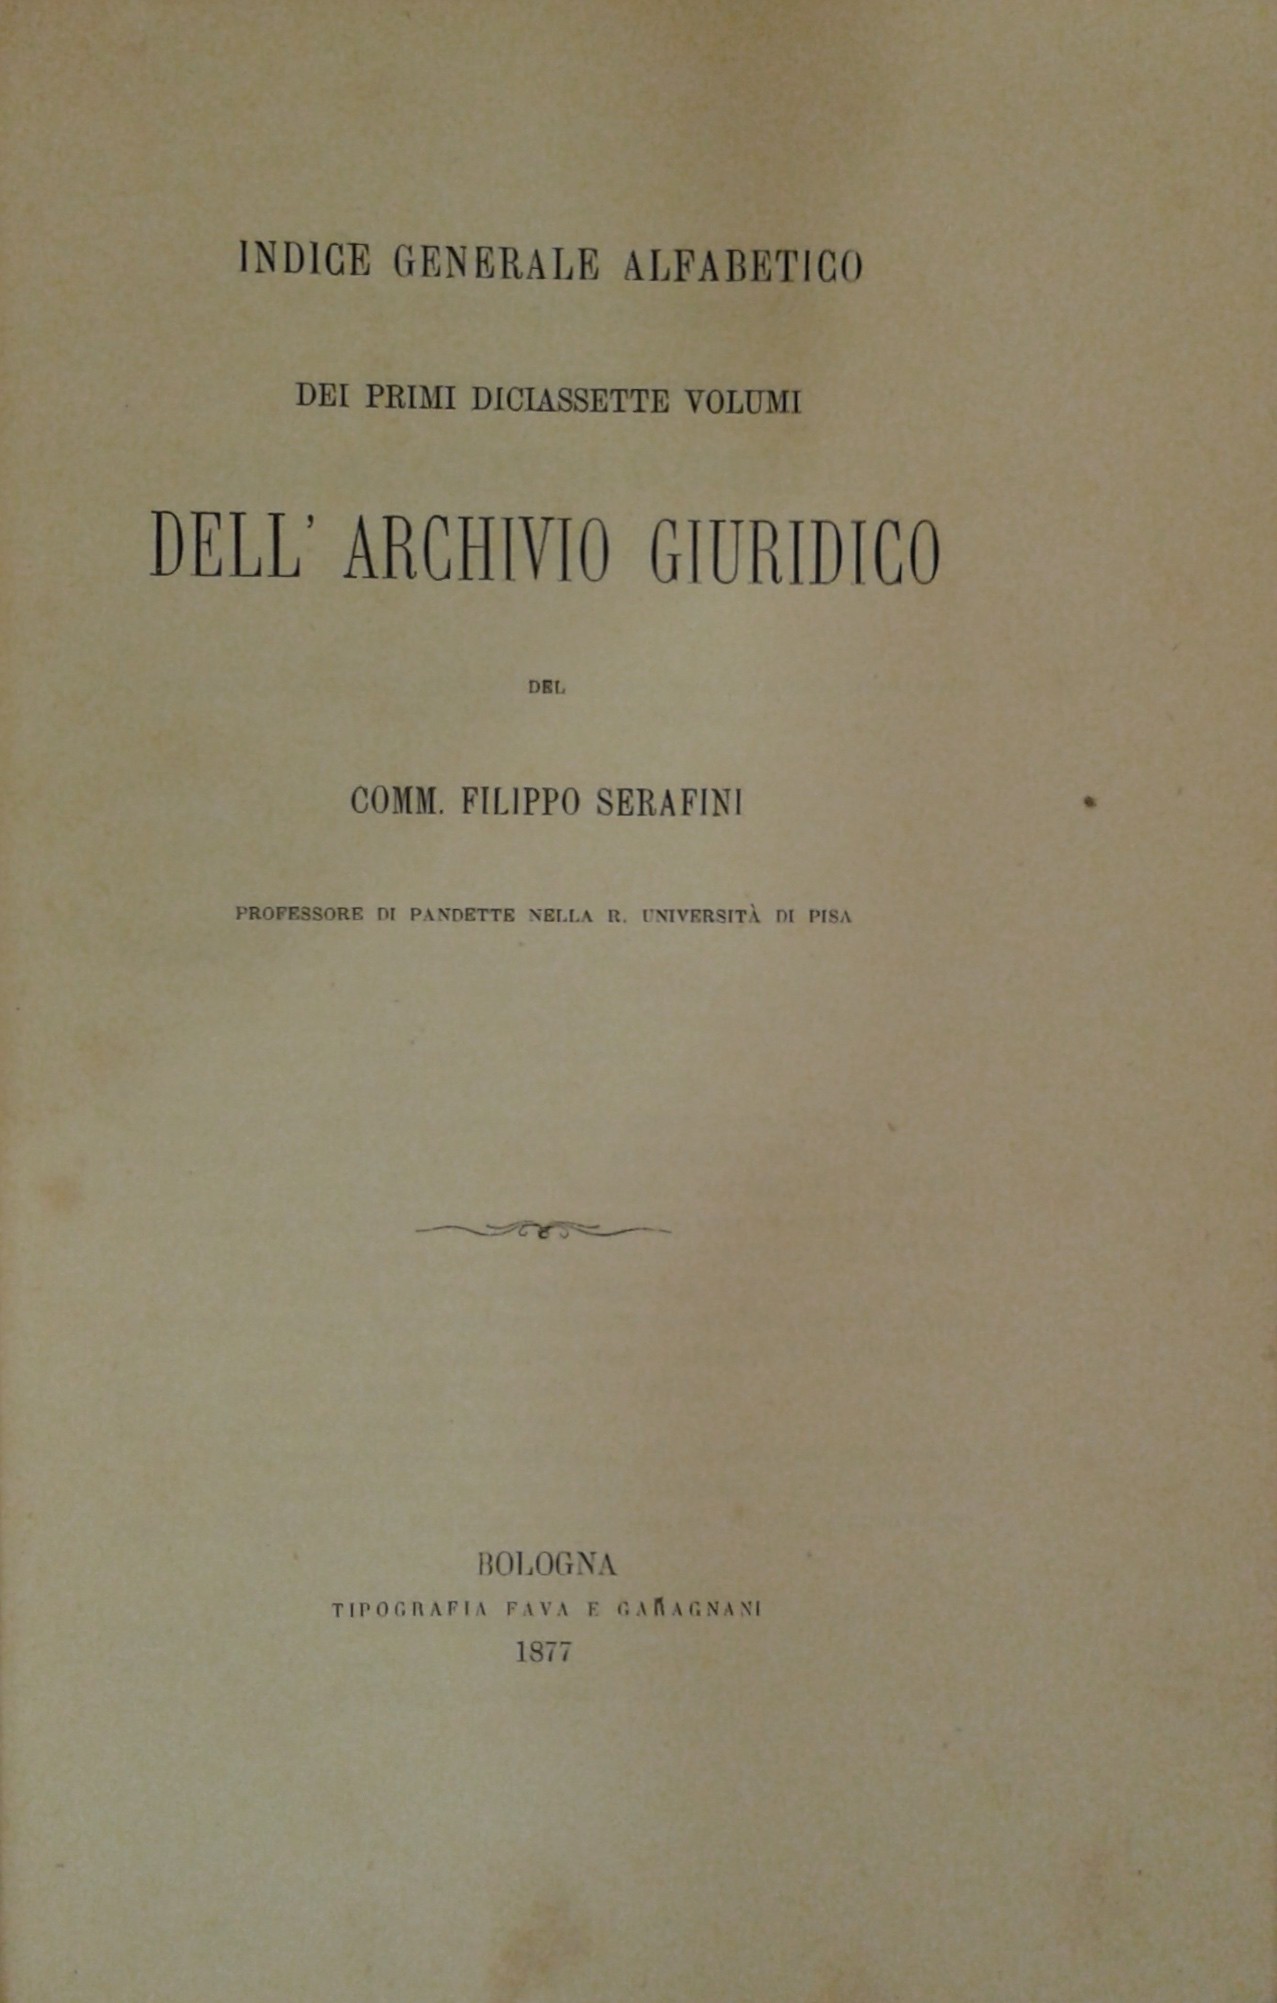 INDICE GENERALE ALFABETICO
DEI PRIMI DICIASSETTE VOLUMI
DELL' ARCHIVIO GIURIDICO
DEL
COMM. FILIPPO SERAFINI
PROFESSORE DI PANDETTE NELLA R. UNIVERSITÀ DI PISA
BOLOGNA
TIPOGRAFIA FAVA E GARAGNANI
1877